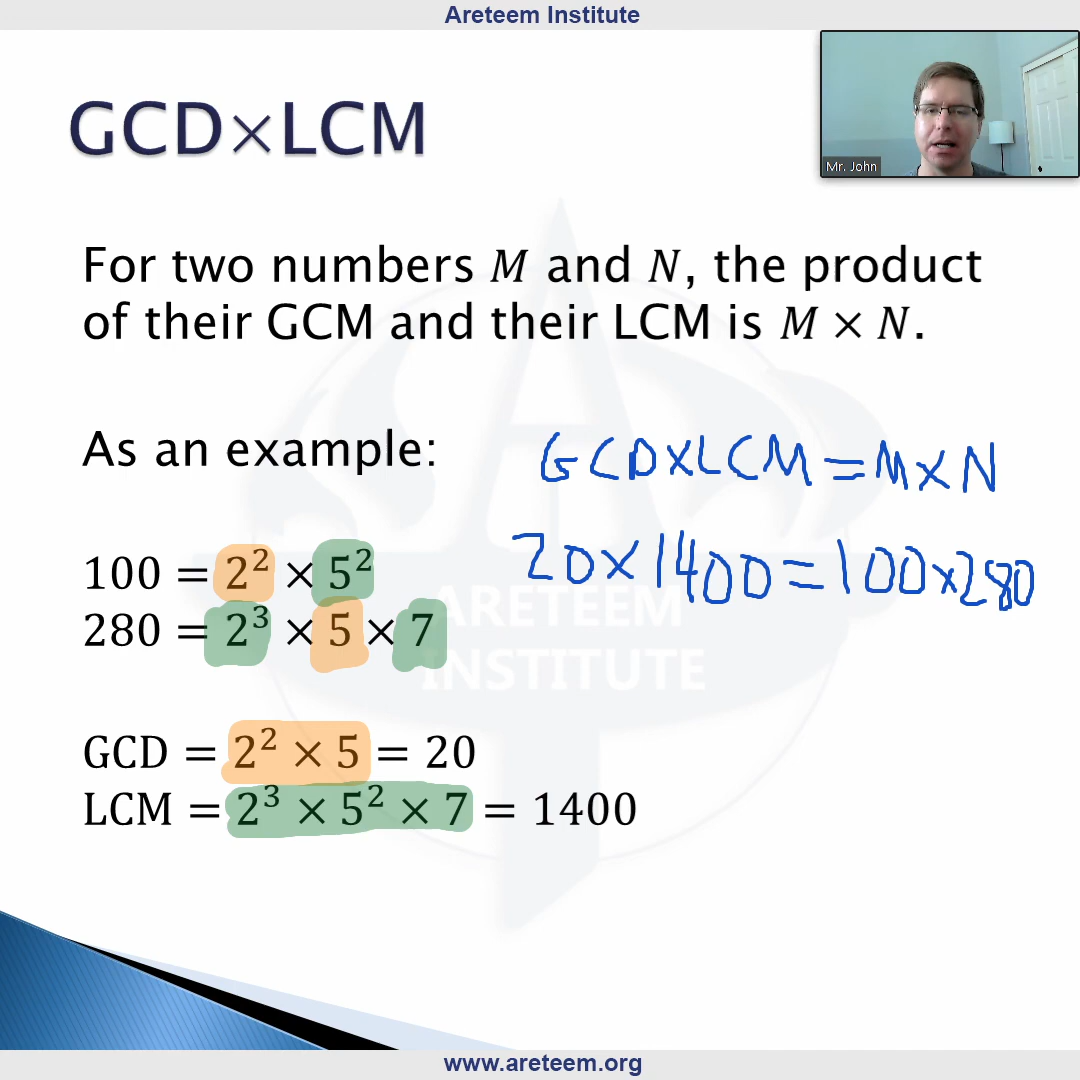 Areteem Institute
GCD×LCM
Mr. John
For two numbers M and N, the product
of their GCM and their LCM is M × N.
As an example:
GCD×LCM=M×N
100 = 2² × 5²
20×1400=100×280
280 = 2³ × 5 × 7
ARETEEM
INSTITUTE
GCD = 2² × 5 = 20
LCM = 2³ × 5² × 7 = 1400
www.areteem.org